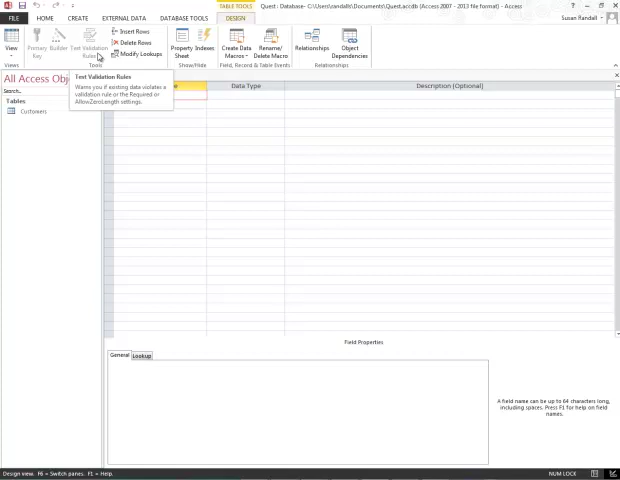 TABLE TOOLS
Quest : Database- C:\Users\randalls\Documents\Quest.accdb (Access 2007 - 2013 file format) - Access
FILE HOME CREATE EXTERNAL DATA DATABASE TOOLS DESIGN
Susan Randall
View
Primary Key
Builder
Test Validation Rules
Insert Rows
Delete Rows
Modify Lookups
Property Sheet
Indexes
Create Data Macros
Rename/ Delete Macro
Relationships
Object Dependencies
Views Tools Show/Hide Field, Record & Table Events Relationships
All Access Obj
Search...
Tables
Customers
Test Validation Rules
Warns you if existing data violates a
validation rule or the Required or
AllowZeroLength settings.
Data Type
Description (Optional)
Field Properties
General Lookup
A field name can be up to 64 characters long,
including spaces. Press F1 for help on field
names.
Design view. F6 = Switch panes. F1 = Help.
NUM LOCK